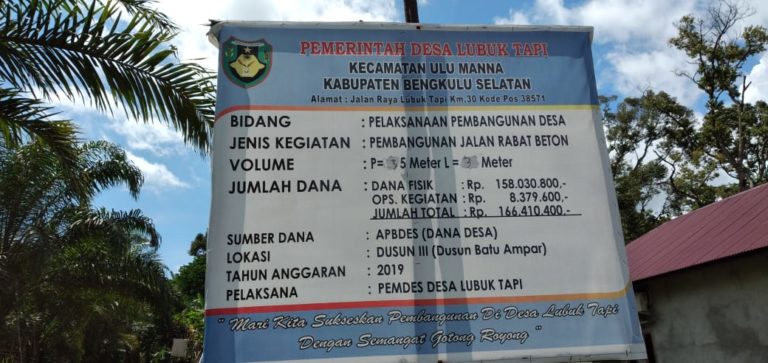 PEMERINTAH DESA LUBUK TAPI
KECAMATAN ULU MANNA
KABUPATEN BENGKULU SELATAN
Alamat : Jalan Raya Lubuk Tapi Km.30 Kode Pos 38571
BIDANG : PELAKSANAAN PEMBANGUNAN DESA
JENIS KEGIATAN : PEMBANGUNAN JALAN RABAT BETON
VOLUME : P= 5 Meter L = Meter
JUMLAH DANA : DANA FISIK : Rp. 158.030.800,-
OPS. KEGIATAN : Rp. 8.379.600,-
JUMLAH TOTAL : Rp. 166.410.400,-
SUMBER DANA : APBDES (DANA DESA)
LOKASI : DUSUN III (Dusun Batu Ampar)
TAHUN ANGGARAN : 2019
PELAKSANA : PEMDES DESA LUBUK TAPI
" Mari Kita Sukseskan Pembangunan Di Desa Lubuk Tapi
Dengan Semangat Gotong Royong "